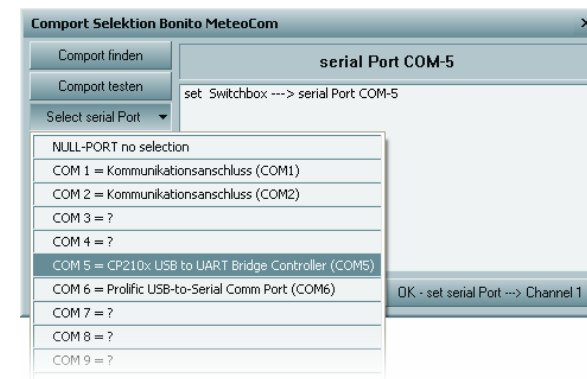 Comport Selektion Bonito MeteoCom
Comport finden
serial Port COM-5
Comport testen
set Switchbox ---> serial Port COM-5
Select serial Port
NULL-PORT no selection
COM 1 = Kommunikationsanschluss (COM1)
COM 2 = Kommunikationsanschluss (COM2)
COM 3 = ?
COM 4 = ?
COM 5 = CP210x USB to UART Bridge Controller (COM5)
COM 6 = Prolific USB-to-Serial Comm Port (COM6)
OK - set serial Port ---> Channel 1
COM 7 = ?
COM 8 = ?
COM 9 = ?